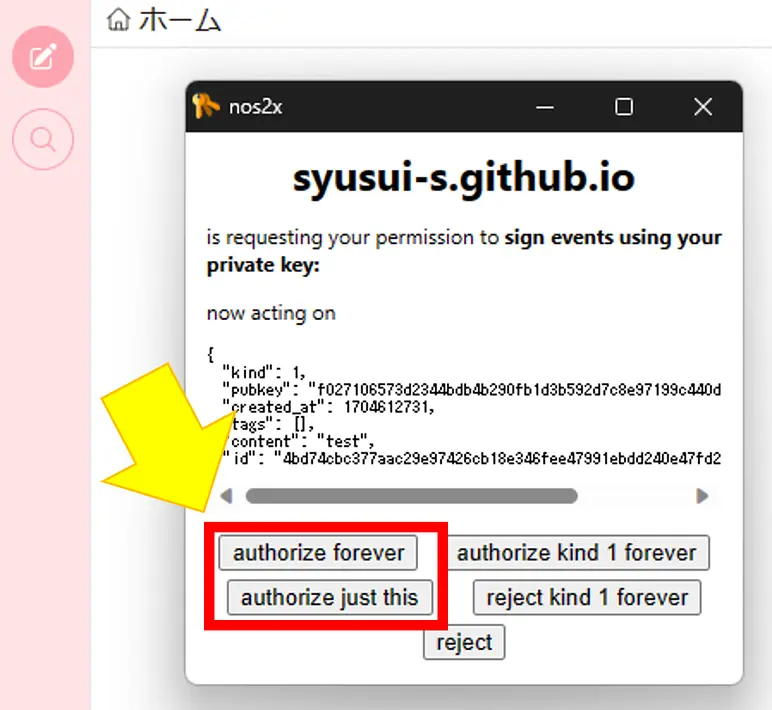 ホーム
nos2x
syusui-s.github.io
is requesting your permission to sign events using your
private key:
now acting on
{
"kind": 1,
"pubkey": "f027106573d2344bdb4b290fb1d3b592d7c8e97199c440d
"created_at": 1704612731,
"tags": [],
"content": "test",
"id": "4bd74cbc377aac29e97426cb18e346fee47991ebdd240e47fd2
authorize forever
authorize kind 1 forever
authorize just this
reject kind 1 forever
reject